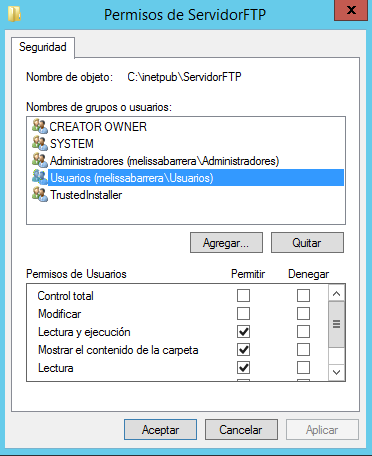 Permisos de ServidorFTP
x
Seguridad
Nombre de objeto: C:\inetpub\ServidorFTP
Nombres de grupos o usuarios:
CREATOR OWNER
SYSTEM
Administradores (melissabarrera\Administradores)
Usuarios (melissabarrera\Usuarios)
TrustedInstaller
Agregar... Quitar
Permisos de Usuarios Permitir Denegar
Control total
Modificar
Lectura y ejecución
Mostrar el contenido de la carpeta
Lectura
Aceptar Cancelar Aplicar